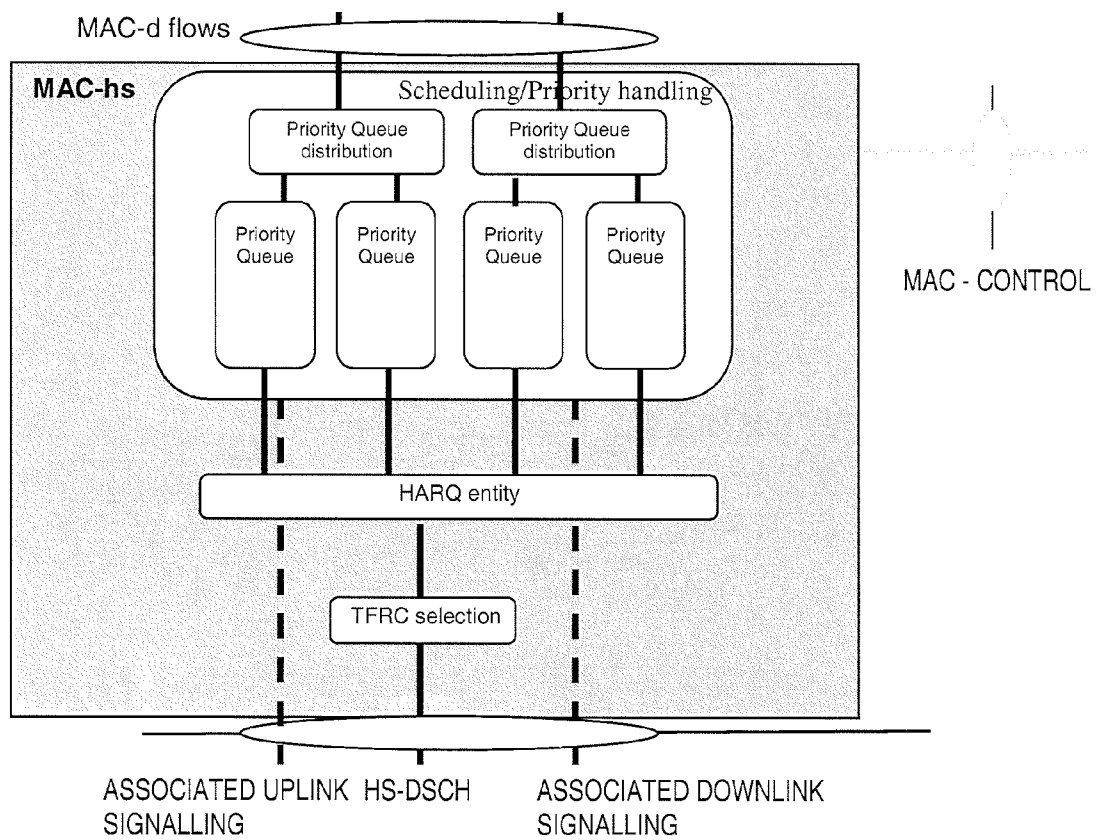 MAC-d flows
MAC-hs
Scheduling/Priority handling
Priority Queue
distribution
Priority Queue
distribution
Priority
Queue
Priority
Queue
Priority
Queue
Priority
Queue
MAC - CONTROL
HARQ entity
TFRC selection
ASSOCIATED UPLINK
SIGNALLING
HS-DSCH
ASSOCIATED DOWNLINK
SIGNALLING